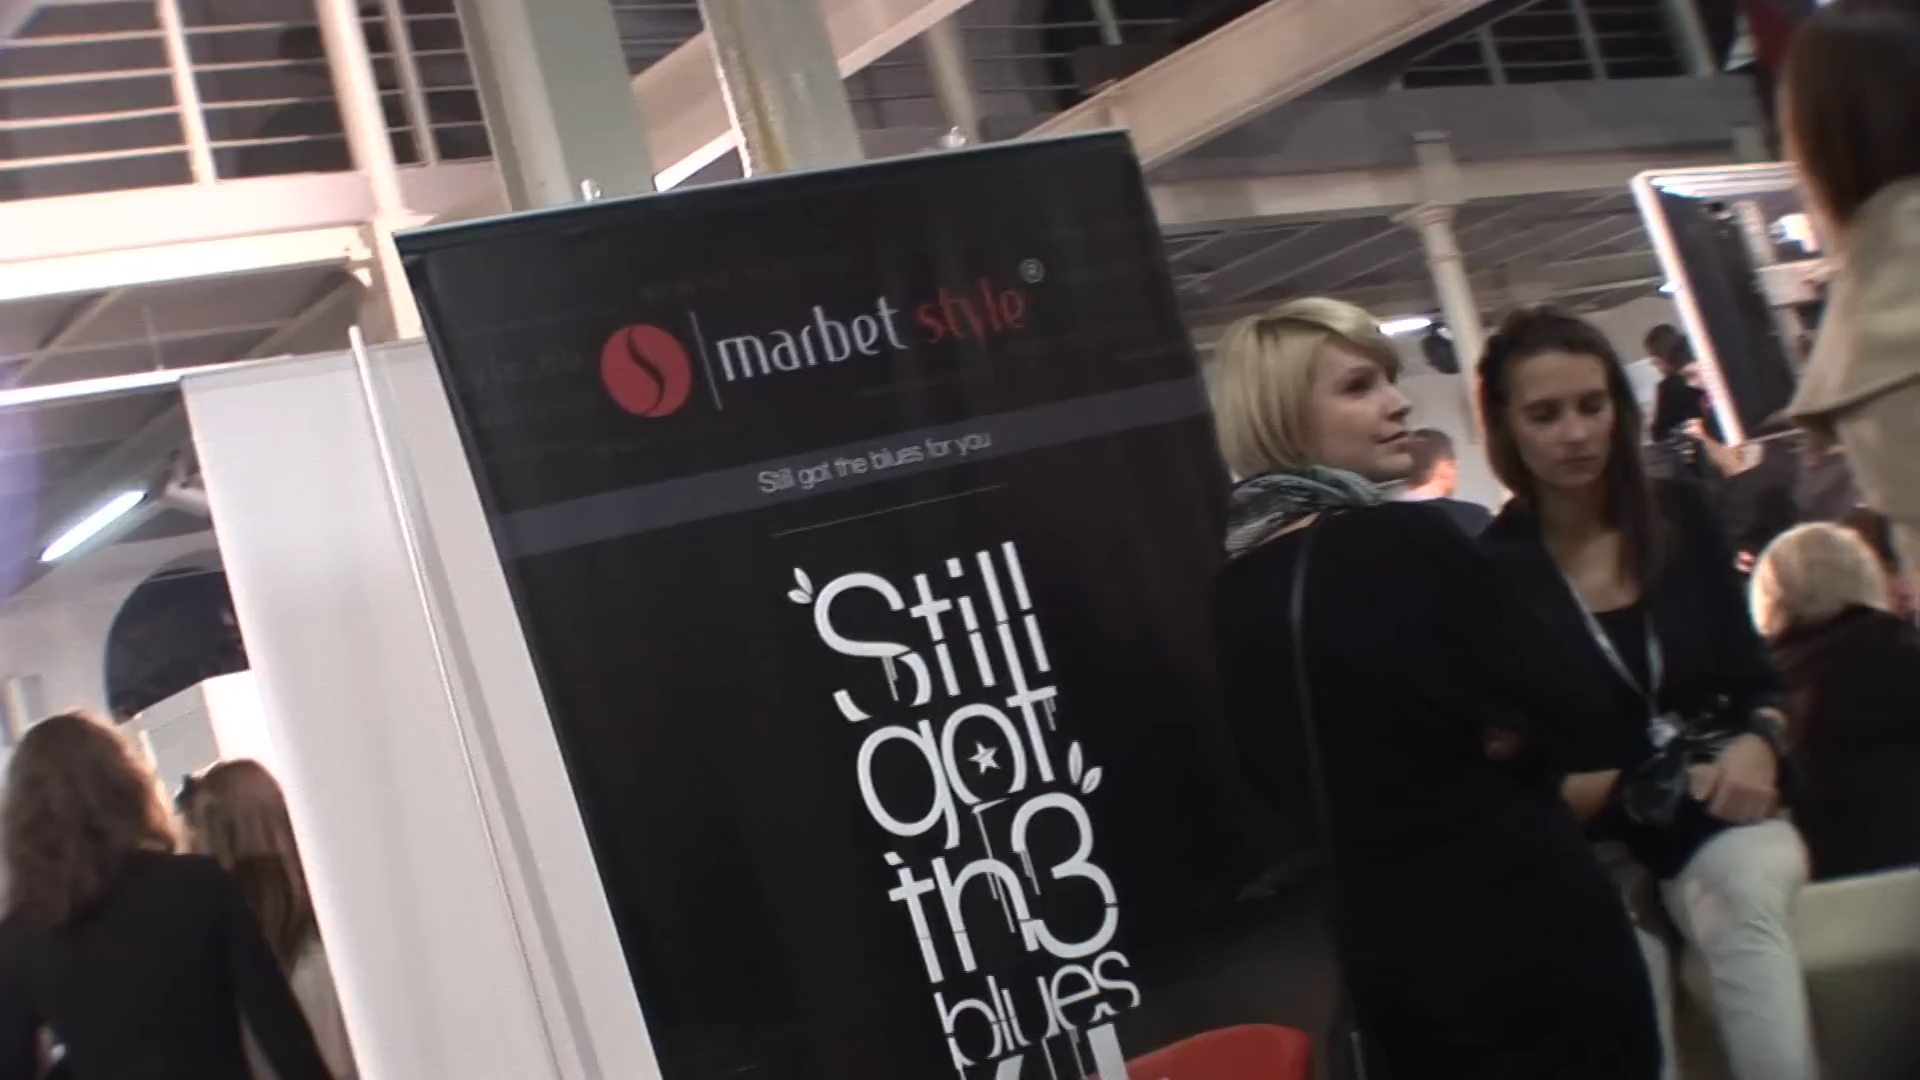 marbet style®
Still got the blues for you
Still
got
th3
blues